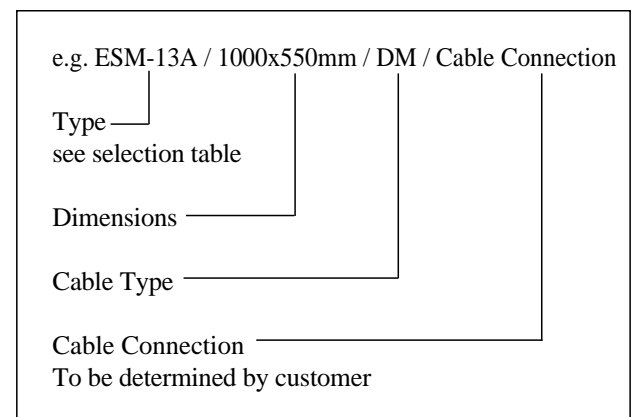 e.g. ESM-13A / 1000x550mm / DM / Cable Connection
Type
see selection table
Dimensions
Cable Type
Cable Connection
To be determined by customer